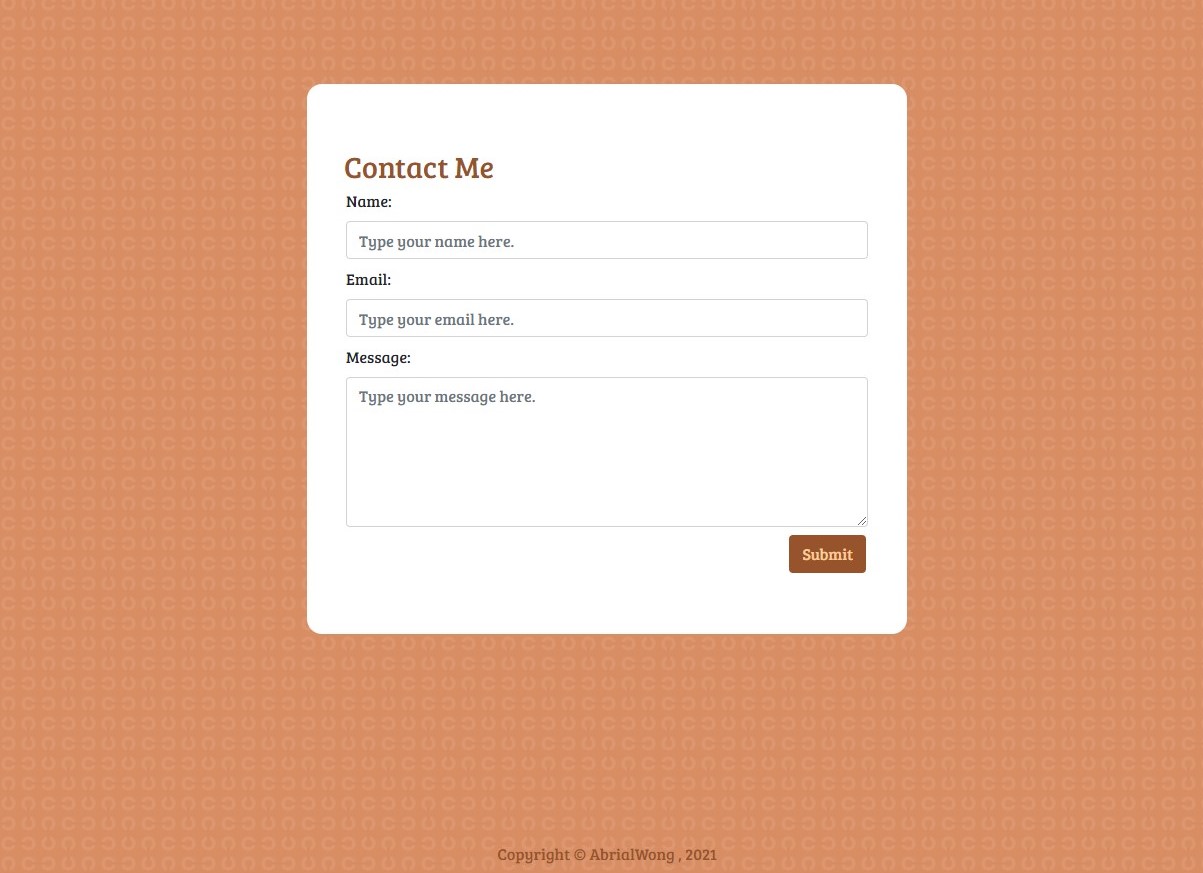 Contact Me
Name:
Type your name here.
Email:
Type your email here.
Message:
Type your message here.
Submit
Copyright © AbrialWong , 2021